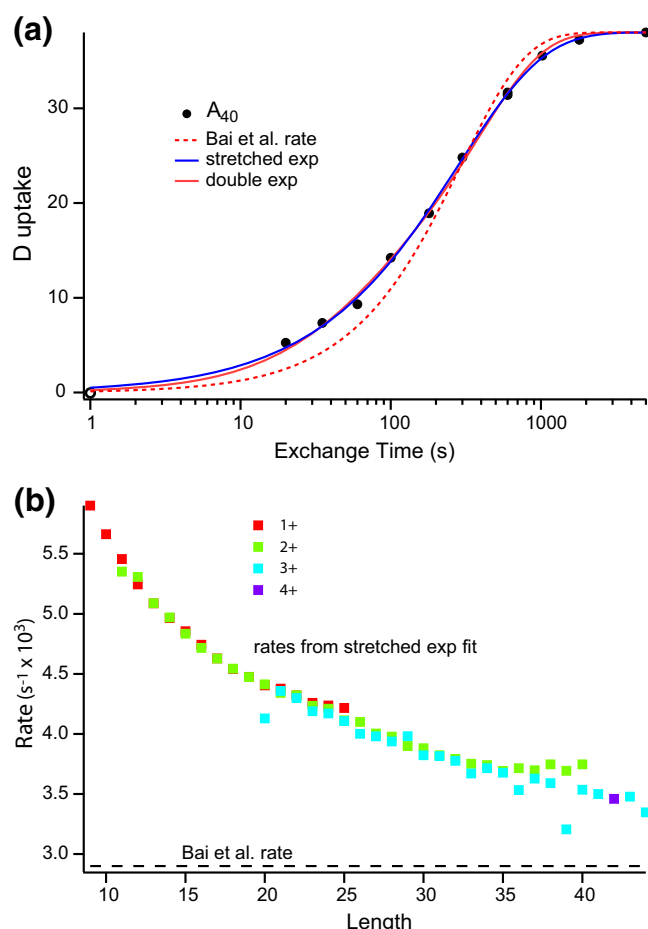 (a)
30
20
10
0
D uptake
A₄₀
Bai et al. rate
stretched exp
double exp
1 10 100 1000
Exchange Time (s)
(b)
1+
2+
3+
4+
5.5
5.0
4.5
4.0
3.5
3.0
Rate (s⁻¹ x 10³)
rates from stretched exp fit
Bai et al. rate
10 15 20 25 30 35 40
Length